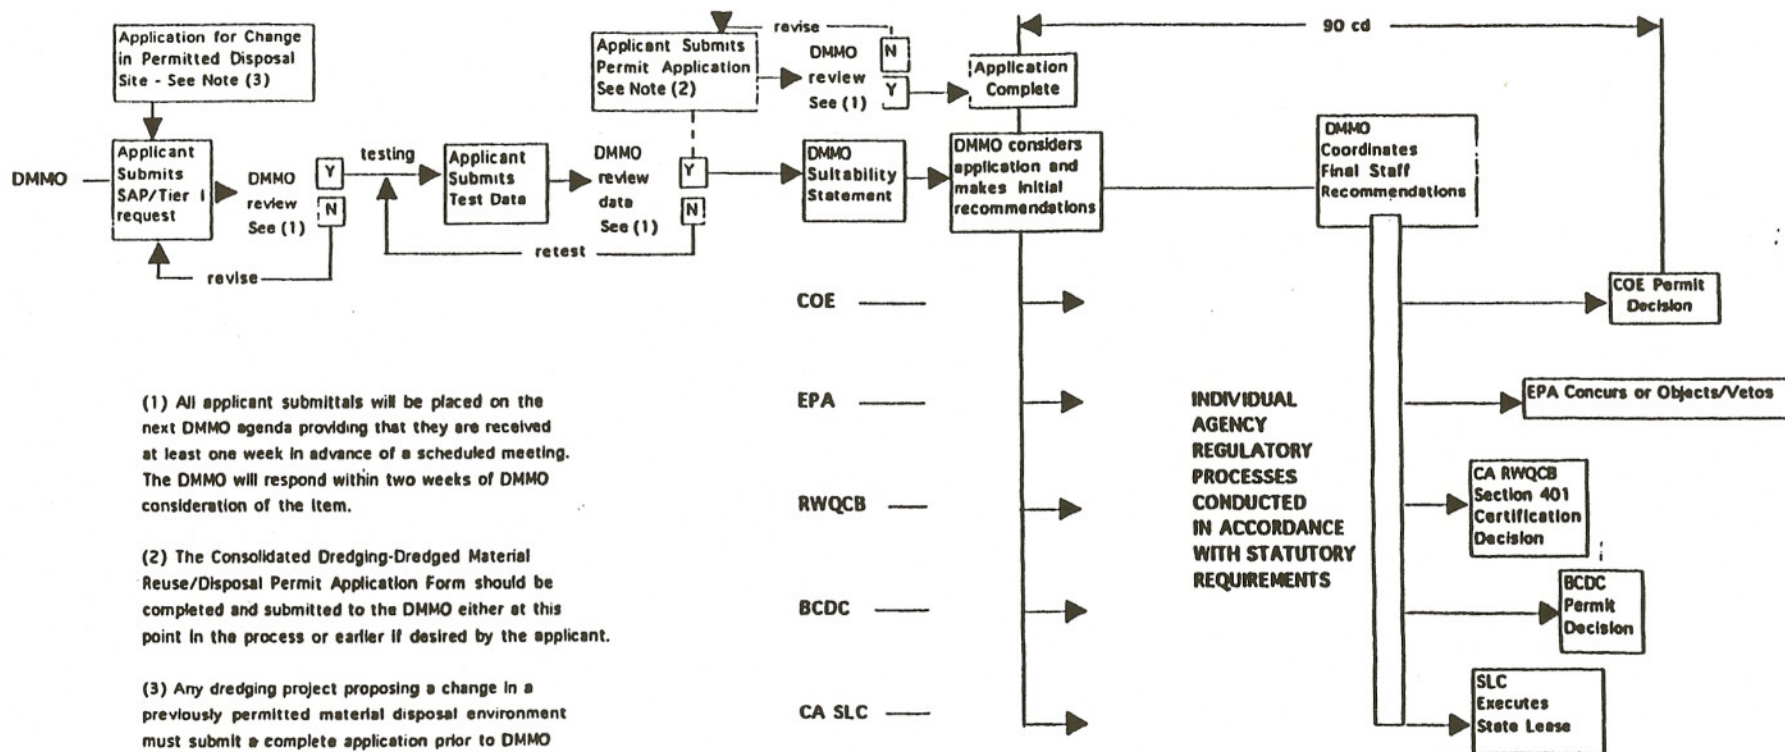 90 cd
Application for Change
in Permitted Disposal
Site - See Note (3)
revise
Applicant Submits
Permit Application
See Note (2)
DMMO
review
See (1)
N
Y
Application
Complete
DMMO
Applicant
Submits
SAP/Tier I
request
DMMO
review
See (1)
Y
N
revise
testing
Applicant
Submits
Test Data
DMMO
review
data
See (1)
Y
N
retest
DMMO
Suitability
Statement
DMMO considers
application and
makes initial
recommendations
DMMO
Coordinates
Final Staff
Recommendations
COE
COE Permit
Decision
EPA
EPA Concurs or Objects/Vetos
RWQCB
CA RWQCB
Section 401
Certification
Decision
BCDC
BCDC
Permit
Decision
CA SLC
SLC
Executes
State Lease
INDIVIDUAL
AGENCY
REGULATORY
PROCESSES
CONDUCTED
IN ACCORDANCE
WITH STATUTORY
REQUIREMENTS
(1) All applicant submittals will be placed on the
next DMMO agenda providing that they are received
at least one week in advance of a scheduled meeting.
The DMMO will respond within two weeks of DMMO
consideration of the item.
(2) The Consolidated Dredging-Dredged Material
Reuse/Disposal Permit Application Form should be
completed and submitted to the DMMO either at this
point in the process or earlier if desired by the applicant.
(3) Any dredging project proposing a change in a
previously permitted material disposal environment
must submit a complete application prior to DMMO